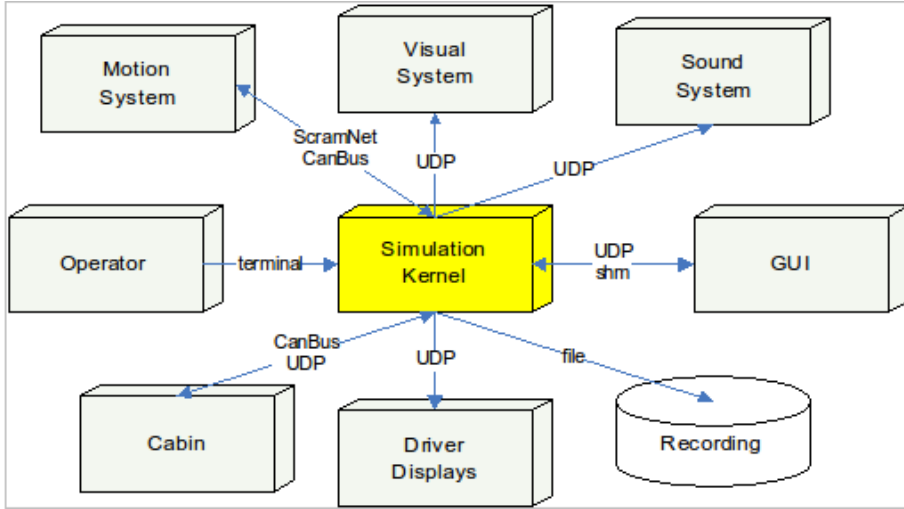 Motion
System
Visual
System
Sound
System
ScramNet
CanBus
UDP
UDP
Operator
terminal
Simulation
Kernel
UDP
shm
GUI
CanBus
UDP
UDP
file
Cabin
Driver
Displays
Recording